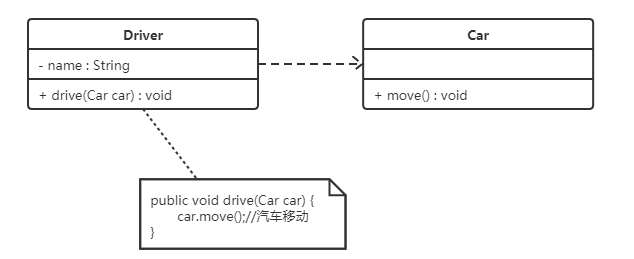 Driver
- name : String
+ drive(Car car) : void
Car
+ move() : void
public void drive(Car car) {
car.move();//汽车移动
}